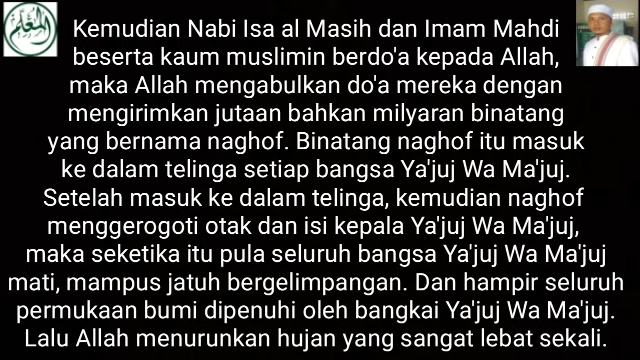 Kemudian Nabi Isa al Masih dan Imam Mahdi
beserta kaum muslimin berdo'a kepada Allah,
maka Allah mengabulkan do'a mereka dengan
mengirimkan jutaan bahkan milyaran binatang
yang bernama naghof. Binatang naghof itu masuk
ke dalam telinga setiap bangsa Ya'juj Wa Ma'juj.
Setelah masuk ke dalam telinga, kemudian naghof
menggerogoti otak dan isi kepala Ya'juj Wa Ma'juj,
maka seketika itu pula seluruh bangsa Ya'juj Wa Ma'juj
mati, mampus jatuh bergelimpangan. Dan hampir seluruh
permukaan bumi dipenuhi oleh bangkai Ya'juj Wa Ma'juj.
Lalu Allah menurunkan hujan yang sangat lebat sekali.